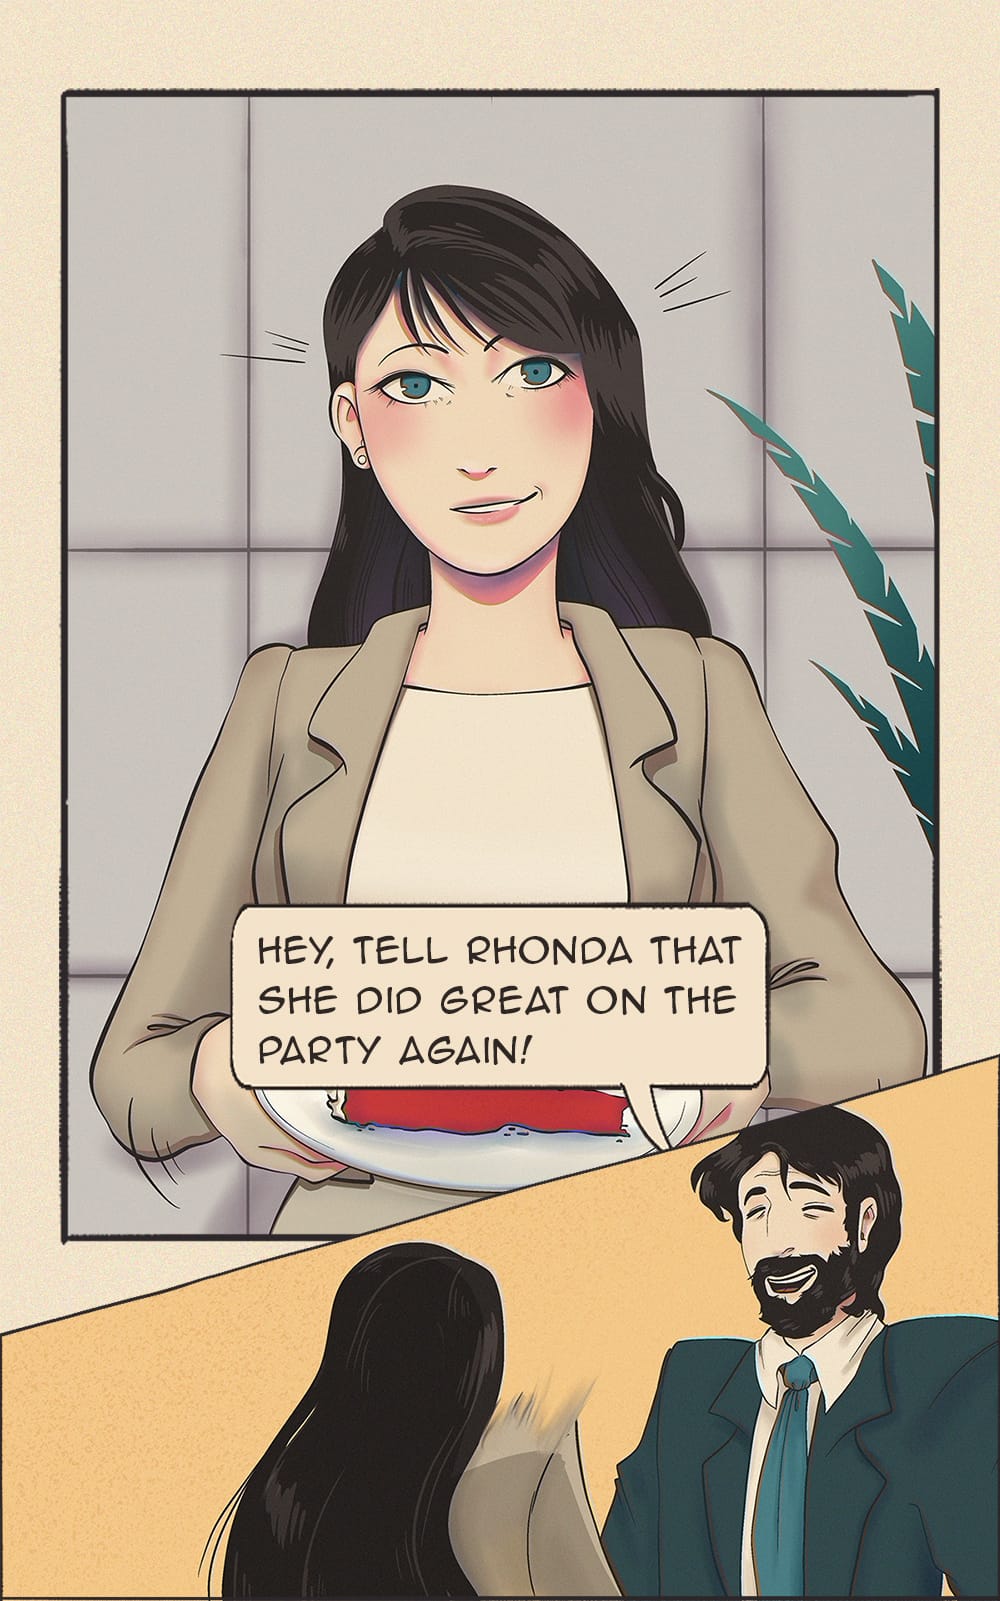 HEY, TELL RHONDA THAT
SHE DID GREAT ON THE
PARTY AGAIN!